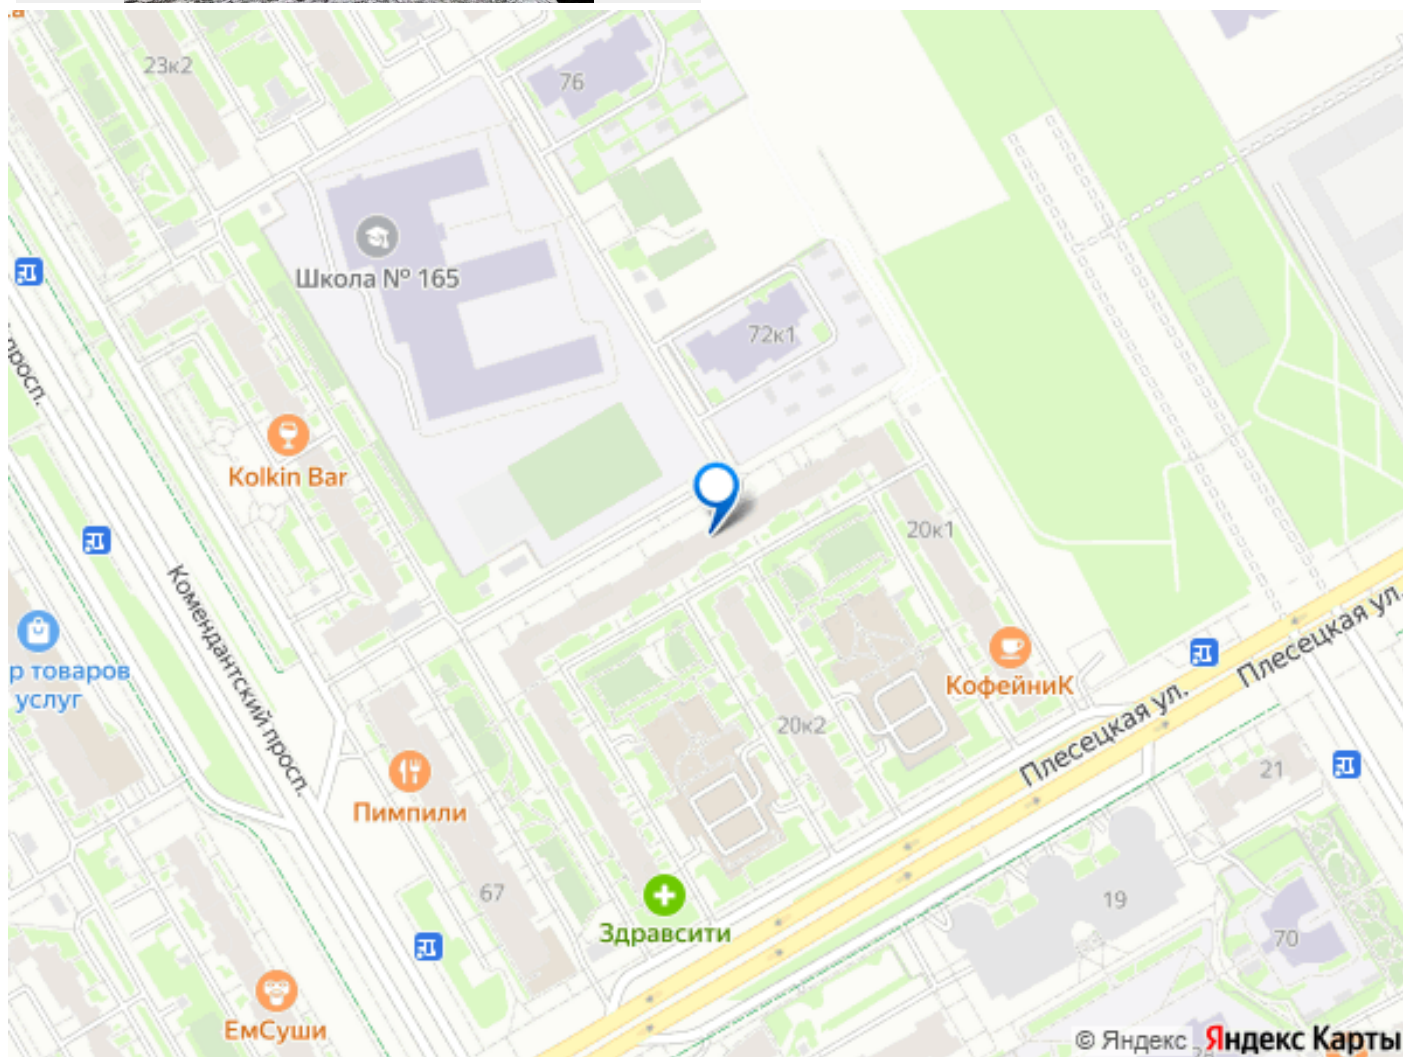 23к2
76
Школа № 165
72к1
просп.
Kolkin Bar
20к1
Комендантский просп.
р товаров
услуг
КофейниК
Плесецкая ул.
Плесецкая ул.
20к2
21
Пимпили
67
19
Здравсити
70
ЕмСуши
© Яндекс Яндекс Карты